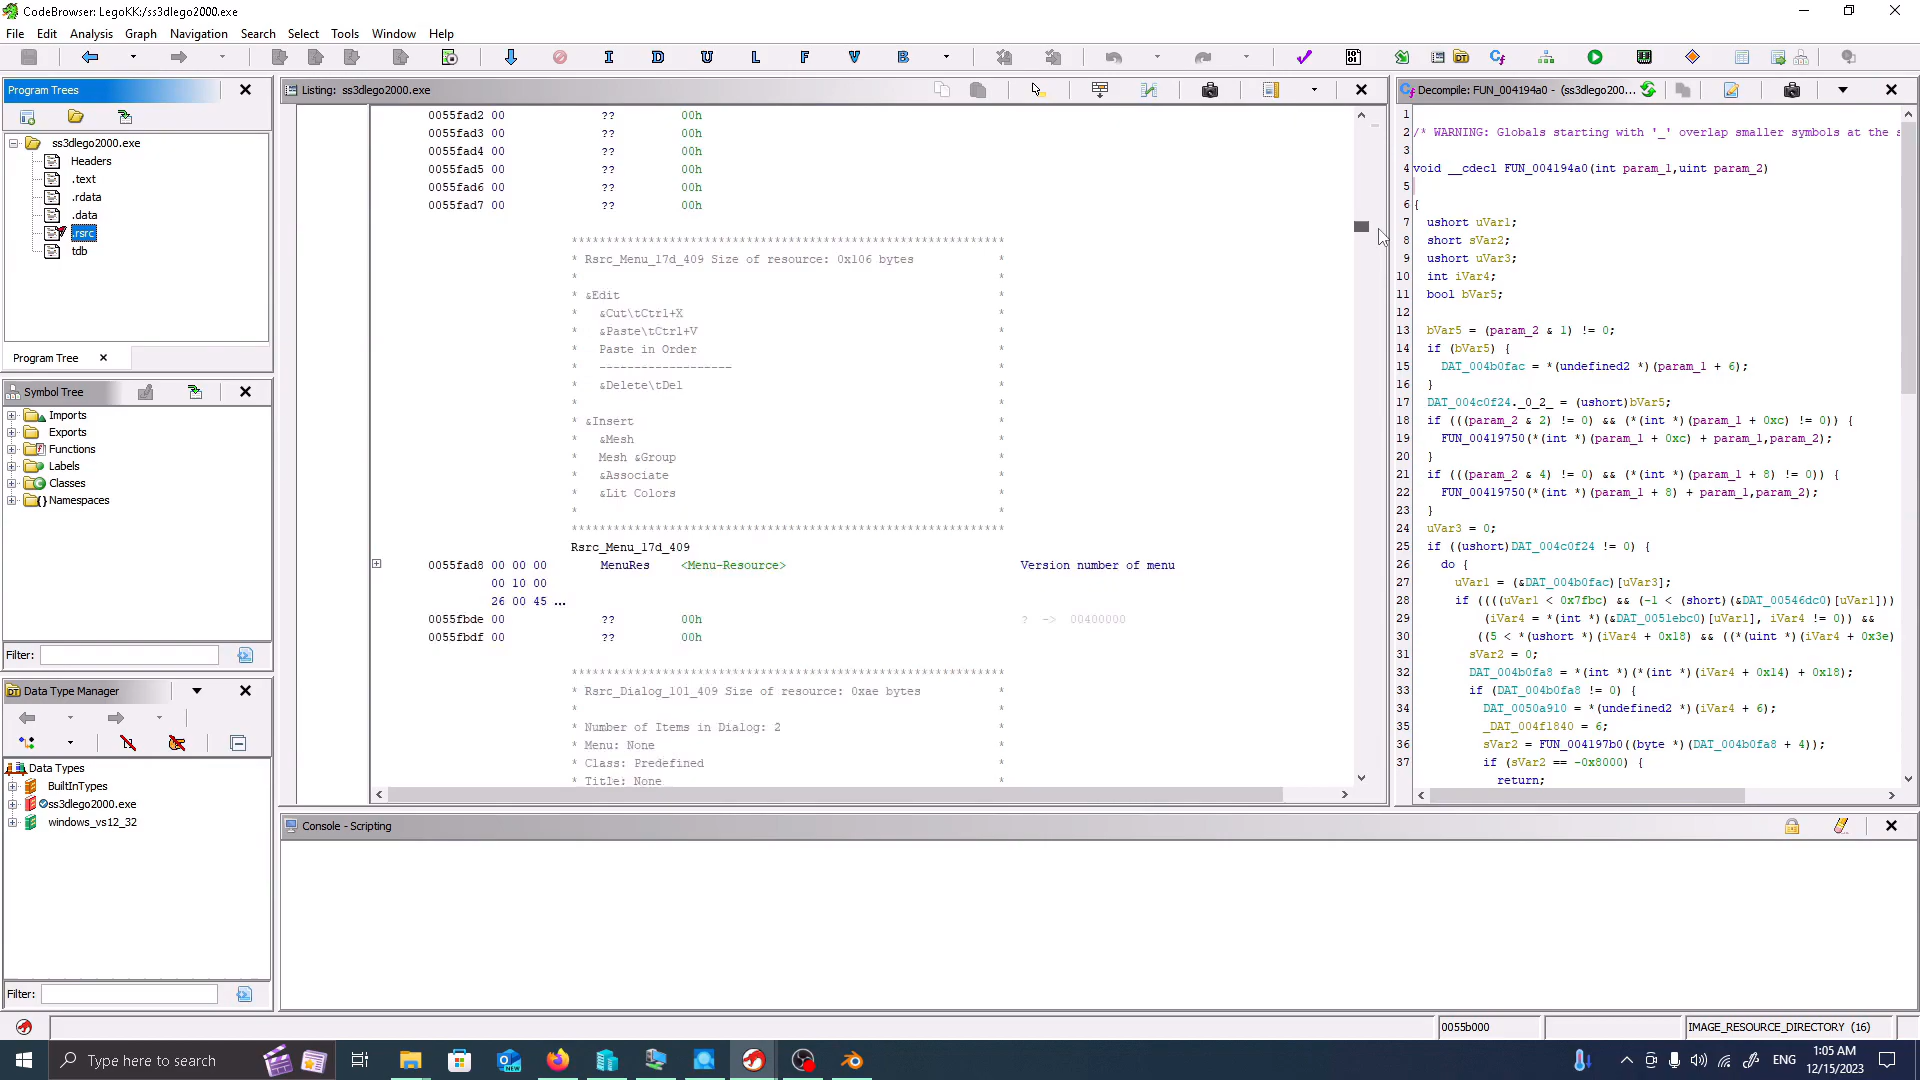 CodeBrowser: LegoKK:/ss3dlego2000.exe
File Edit Analysis Graph Navigation Search Select Tools Window Help
I D U L F V B
Program Trees
ss3dlego2000.exe
Headers
.text
.rdata
.data
.rsrc
tdb
Program Tree
Symbol Tree
Imports
Exports
Functions
Labels
Classes
Namespaces
Filter:
Data Type Manager
Data Types
BuiltInTypes
ss3dlego2000.exe
windows_vs12_32
Filter:
Listing: ss3dlego2000.exe
0055fad2 00 ?? 00h
0055fad3 00 ?? 00h
0055fad4 00 ?? 00h
0055fad5 00 ?? 00h
0055fad6 00 ?? 00h
0055fad7 00 ?? 00h
**************************************************************
* Rsrc_Menu_17d_409 Size of resource: 0x106 bytes *
* *
* &Edit *
* &Cut\tCtrl+X *
* &Paste\tCtrl+V *
* Paste in Order *
* ------------------- *
* &Delete\tDel *
* *
* &Insert *
* &Mesh *
* Mesh &Group *
* &Associate *
* &Lit Colors *
* *
**************************************************************
Rsrc_Menu_17d_409
0055fad8 00 00 00 MenuRes <Menu-Resource> Version number of menu
00 10 00
26 00 45 ...
0055fbde 00 ?? 00h ? -> 00400000
0055fbdf 00 ?? 00h
**************************************************************
* Rsrc_Dialog_101_409 Size of resource: 0xae bytes *
* *
* Number of Items in Dialog: 2 *
* Menu: None *
* Class: Predefined *
* Title: None *
Decompile: FUN_004194a0 - (ss3dlego200...
1
2 /* WARNING: Globals starting with '_' overlap smaller symbols at the s
3
4 void __cdecl FUN_004194a0(int param_1,uint param_2)
5
6 {
7 ushort uVar1;
8 short sVar2;
9 ushort uVar3;
10 int iVar4;
11 bool bVar5;
12
13 bVar5 = (param_2 & 1) != 0;
14 if (bVar5) {
15 DAT_004b0fac = *(undefined2 *)(param_1 + 6);
16 }
17 DAT_004c0f24._0_2_ = (ushort)bVar5;
18 if (((param_2 & 2) != 0) && (*(int *)(param_1 + 0xc) != 0)) {
19 FUN_00419750(*(int *)(param_1 + 0xc) + param_1,param_2);
20 }
21 if (((param_2 & 4) != 0) && (*(int *)(param_1 + 8) != 0)) {
22 FUN_00419750(*(int *)(param_1 + 8) + param_1,param_2);
23 }
24 uVar3 = 0;
25 if ((ushort)DAT_004c0f24 != 0) {
26 do {
27 uVar1 = (&DAT_004b0fac)[uVar3];
28 if ((((uVar1 < 0x7fbc) && (-1 < (short)(&DAT_00546dc0)[uVar1]))
29 (iVar4 = *(int *)(&DAT_0051ebc0)[uVar1], iVar4 != 0)) &&
30 ((5 < *(ushort *)(iVar4 + 0x18) && ((*(uint *)(iVar4 + 0x3e)
31 sVar2 = 0;
32 DAT_004b0fa8 = *(int *)(*(int *)(iVar4 + 0x14) + 0x18);
33 if (DAT_004b0fa8 != 0) {
34 DAT_0050a910 = *(undefined2 *)(iVar4 + 6);
35 _DAT_004f1840 = 6;
36 sVar2 = FUN_004197b0((byte *)(DAT_004b0fa8 + 4));
37 if (sVar2 == -0x8000) {
return;
Console - Scripting
0055b000
IMAGE_RESOURCE_DIRECTORY (16)
Type here to search
ENG
1:05 AM
12/15/2023